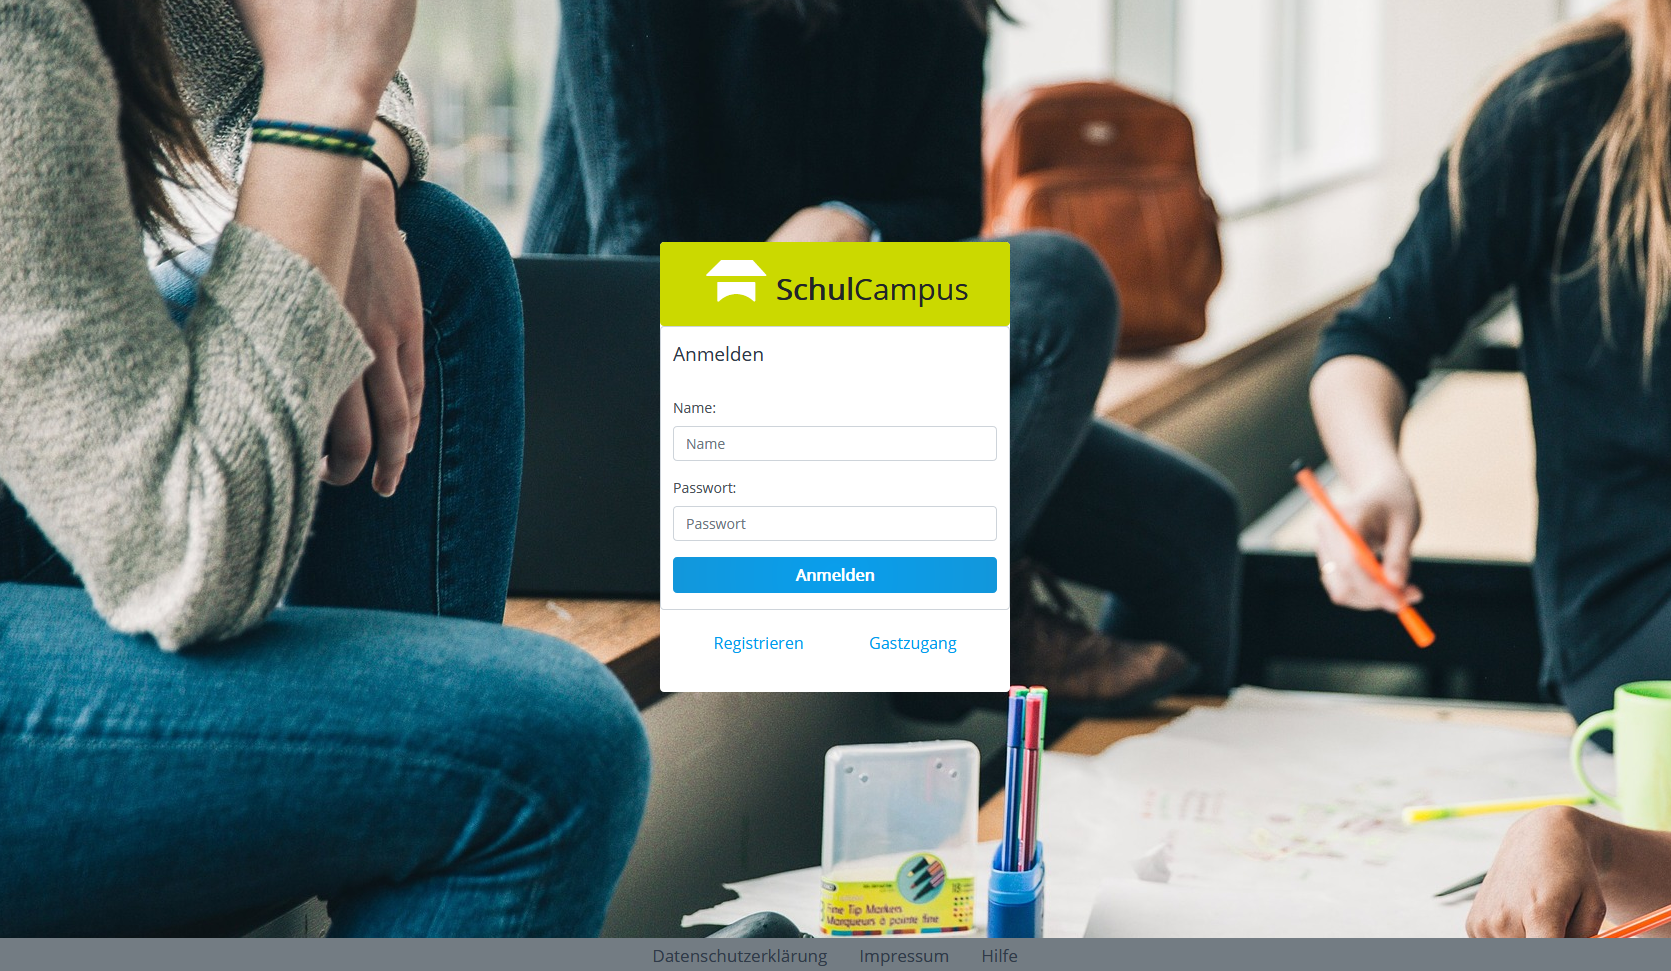 SchulCampus
Anmelden
Name:
Name
Passwort:
Passwort
Anmelden
Registrieren Gastzugang
Fine Tip Markers
Marqueurs à pointe fine
Datenschutzerklärung Impressum Hilfe